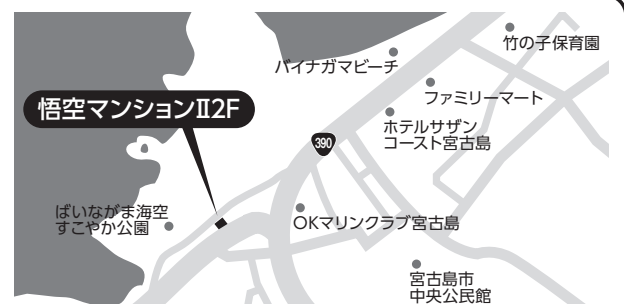 竹の子保育園
パイナガマビーチ
ファミリーマート
悟空マンションⅡ2F
ホテルサザン
コースト宮古島
390
ぱいながま海空
すこやか公園
OKマリンクラブ宮古島
宮古島市
中央公民館